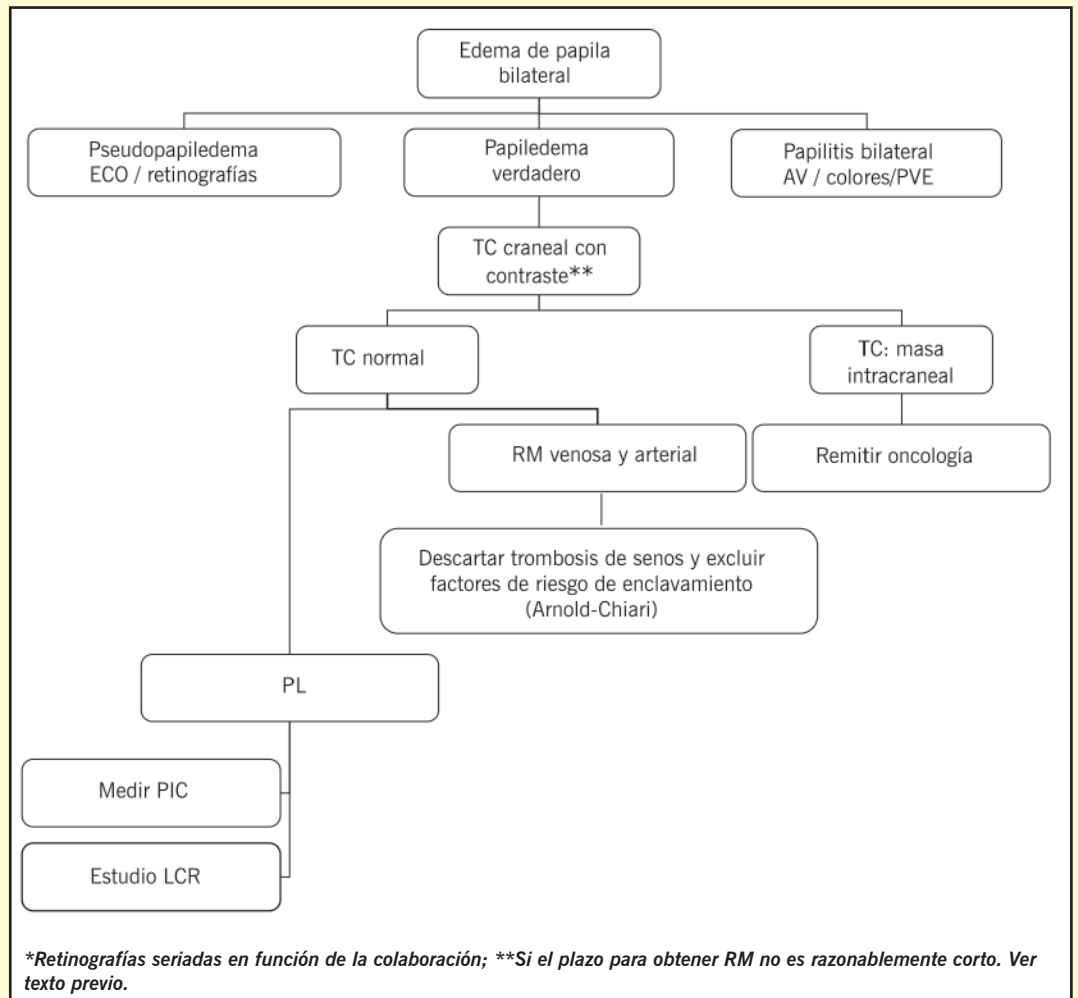 Edema de papila
bilateral
Pseudopapiledema
ECO / retinografías
Papiledema
verdadero
Papilitis bilateral
AV / colores/PVE
TC craneal con
contraste**
TC normal
TC: masa
intracraneal
RM venosa y arterial
Remitir oncología
Descartar trombosis de senos y excluir
factores de riesgo de enclavamiento
(Arnold-Chiari)
PL
Medir PIC
Estudio LCR
*Retinografías seriadas en función de la colaboración; **Si el plazo para obtener RM no es razonablemente corto. Ver
texto previo.